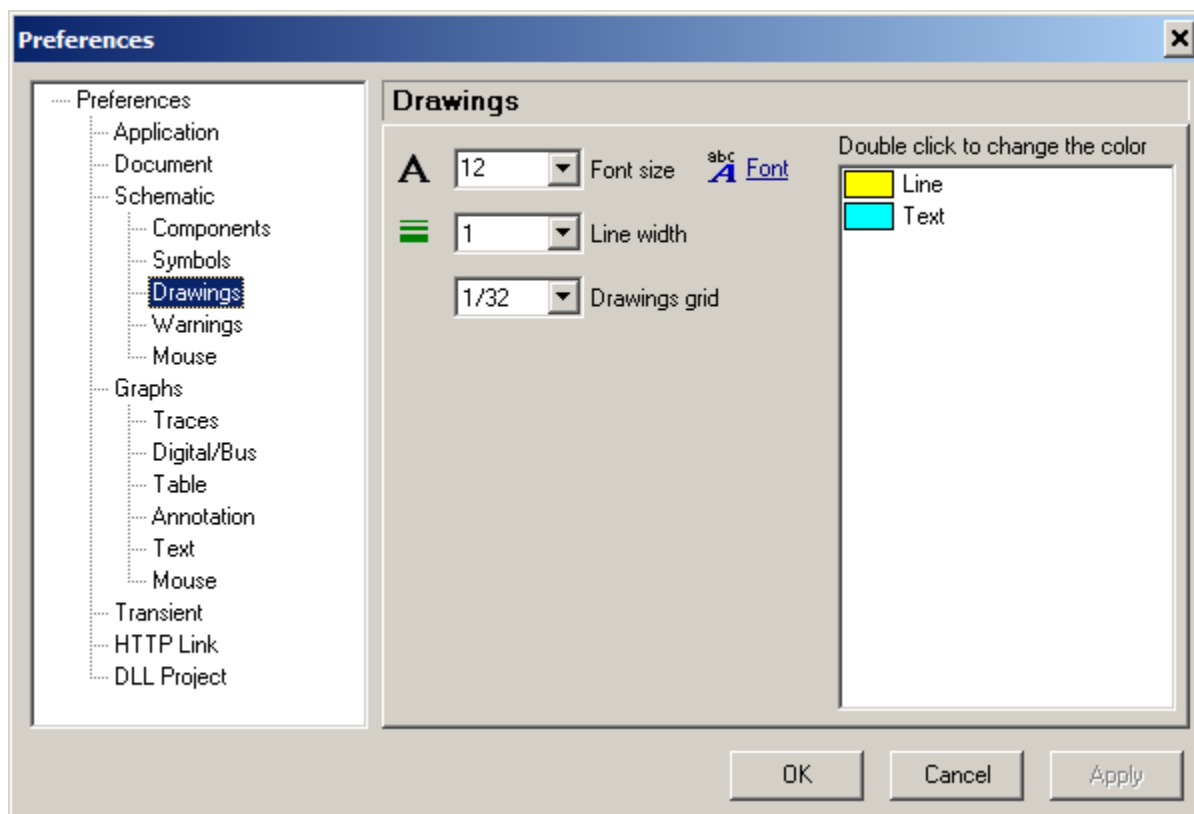 Preferences
Preferences
Application
Document
Schematic
Components
Symbols
Drawings
Warnings
Mouse
Graphs
Traces
Digital/Bus
Table
Annotation
Text
Mouse
Transient
HTTP Link
DLL Project
Drawings
A 12 Font size abc A Font
1 Line width
1/32 Drawings grid
Double click to change the color
Line
Text
OK Cancel Apply